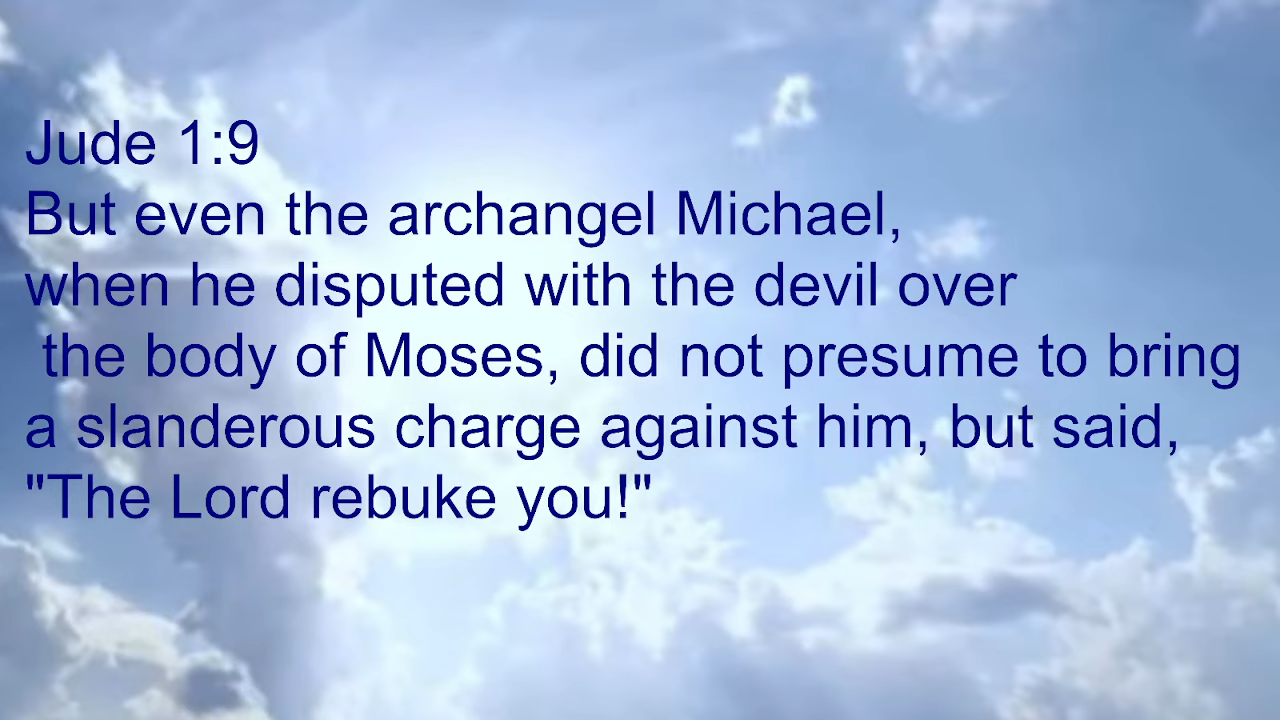 Jude 1:9
But even the archangel Michael,
when he disputed with the devil over
the body of Moses, did not presume to bring
a slanderous charge against him, but said,
"The Lord rebuke you!"